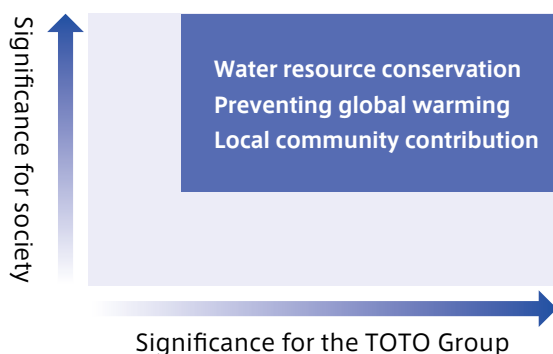 Significance for society
Water resource conservation
Preventing global warming
Local community contribution
Significance for the TOTO Group